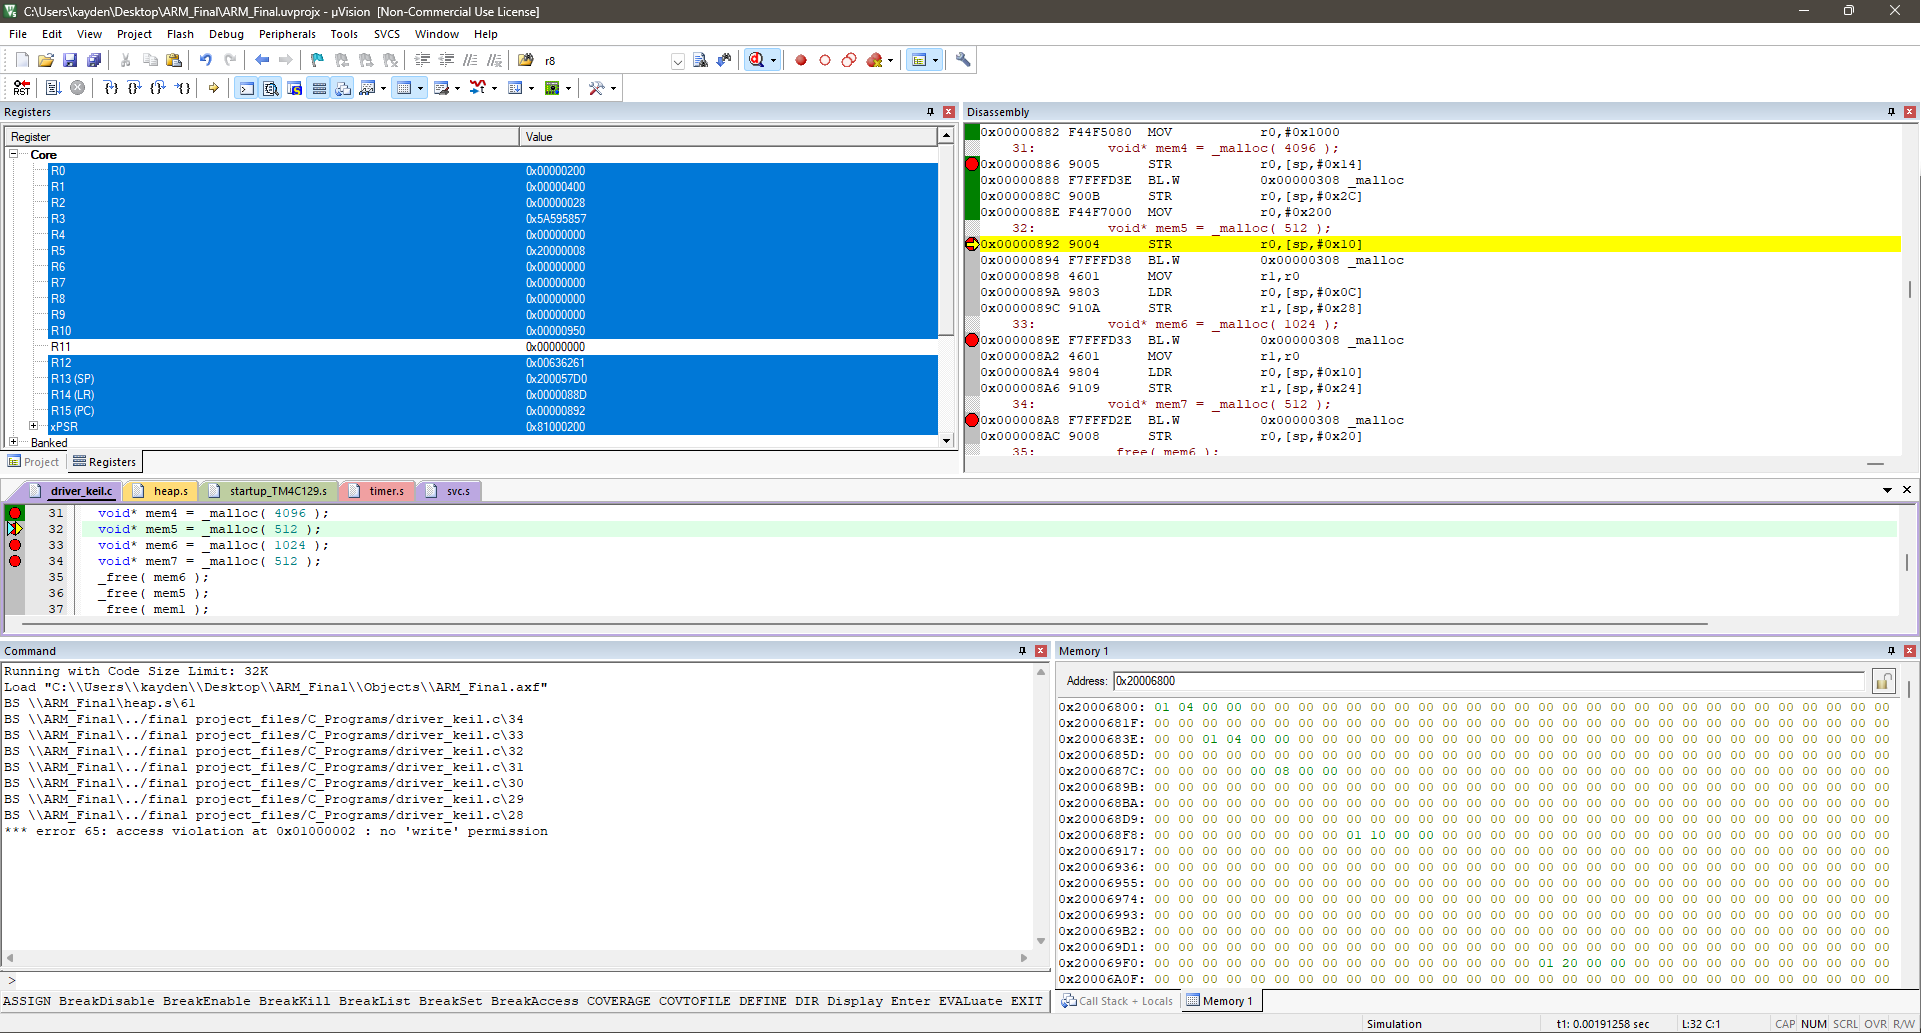 C:\Users\kayden\Desktop\ARM_Final\ARM_Final.uvprojx - µVision  [Non-Commercial Use License]
File Edit View Project Flash Debug Peripherals Tools SVCS Window Help
r8
Registers
Register Value
Core
R0 0x00000200
R1 0x00000400
R2 0x00000028
R3 0x5A595857
R4 0x00000000
R5 0x20000008
R6 0x00000000
R7 0x00000000
R8 0x00000000
R9 0x00000000
R10 0x00000950
R11 0x00000000
R12 0x00636261
R13 (SP) 0x200057D0
R14 (LR) 0x0000088D
R15 (PC) 0x00000892
xPSR 0x81000200
Banked
Project Registers
Disassembly
0x00000882 F44F5080  MOV           r0,#0x1000
31:         void* mem4 = _malloc( 4096 );
0x00000886 9005      STR           r0,[sp,#0x14]
0x00000888 F7FFFD3E  BL.W          0x00000308 _malloc
0x0000088C 900B      STR           r0,[sp,#0x2C]
0x0000088E F44F7000  MOV           r0,#0x200
32:         void* mem5 = _malloc( 512 );
0x00000892 9004      STR           r0,[sp,#0x10]
0x00000894 F7FFFD38  BL.W          0x00000308 _malloc
0x00000898 4601      MOV           r1,r0
0x0000089A 9803      LDR           r0,[sp,#0x0C]
0x0000089C 910A      STR           r1,[sp,#0x28]
33:         void* mem6 = _malloc( 1024 );
0x0000089E F7FFFD33  BL.W          0x00000308 _malloc
0x000008A2 4601      MOV           r1,r0
0x000008A4 9804      LDR           r0,[sp,#0x10]
0x000008A6 9109      STR           r1,[sp,#0x24]
34:         void* mem7 = _malloc( 512 );
0x000008A8 F7FFFD2E  BL.W          0x00000308 _malloc
0x000008AC 9008      STR           r0,[sp,#0x20]
35:         _free( mem6 );
driver_keil.c heap.s startup_TM4C129.s timer.s svc.s
31 void* mem4 = _malloc( 4096 );
32 void* mem5 = _malloc( 512 );
33 void* mem6 = _malloc( 1024 );
34 void* mem7 = _malloc( 512 );
35 _free( mem6 );
36 _free( mem5 );
37 _free( mem1 );
Command
Running with Code Size Limit: 32K
Load "C:\\Users\\kayden\\Desktop\\ARM_Final\\Objects\\ARM_Final.axf"
BS \\ARM_Final\heap.s\61
BS \\ARM_Final\../final project_files/C_Programs/driver_keil.c\34
BS \\ARM_Final\../final project_files/C_Programs/driver_keil.c\33
BS \\ARM_Final\../final project_files/C_Programs/driver_keil.c\32
BS \\ARM_Final\../final project_files/C_Programs/driver_keil.c\31
BS \\ARM_Final\../final project_files/C_Programs/driver_keil.c\30
BS \\ARM_Final\../final project_files/C_Programs/driver_keil.c\29
BS \\ARM_Final\../final project_files/C_Programs/driver_keil.c\28
*** error 65: access violation at 0x01000002 : no 'write' permission
>
ASSIGN BreakDisable BreakEnable BreakKill BreakList BreakSet BreakAccess COVERAGE COVTOFILE DEFINE DIR Display Enter EVALuate EXIT
Memory 1
Address: 0x20006800
0x20006800: 01 04 00 00 00 00 00 00 00 00 00 00 00 00 00 00 00 00 00 00 00 00 00 00 00 00 00 00 00 00 00
0x2000681F: 00 00 00 00 00 00 00 00 00 00 00 00 00 00 00 00 00 00 00 00 00 00 00 00 00 00 00 00 00 00 00
0x2000683E: 00 00 01 04 00 00 00 00 00 00 00 00 00 00 00 00 00 00 00 00 00 00 00 00 00 00 00 00 00 00 00
0x2000685D: 00 00 00 00 00 00 00 00 00 00 00 00 00 00 00 00 00 00 00 00 00 00 00 00 00 00 00 00 00 00 00
0x2000687C: 00 00 00 00 00 08 00 00 00 00 00 00 00 00 00 00 00 00 00 00 00 00 00 00 00 00 00 00 00 00 00
0x2000689B: 00 00 00 00 00 00 00 00 00 00 00 00 00 00 00 00 00 00 00 00 00 00 00 00 00 00 00 00 00 00 00
0x200068BA: 00 00 00 00 00 00 00 00 00 00 00 00 00 00 00 00 00 00 00 00 00 00 00 00 00 00 00 00 00 00 00
0x200068D9: 00 00 00 00 00 00 00 00 00 00 00 00 00 00 00 00 00 00 00 00 00 00 00 00 00 00 00 00 00 00 00
0x200068F8: 00 00 00 00 00 00 00 00 01 10 00 00 00 00 00 00 00 00 00 00 00 00 00 00 00 00 00 00 00 00 00
0x20006917: 00 00 00 00 00 00 00 00 00 00 00 00 00 00 00 00 00 00 00 00 00 00 00 00 00 00 00 00 00 00 00
0x20006936: 00 00 00 00 00 00 00 00 00 00 00 00 00 00 00 00 00 00 00 00 00 00 00 00 00 00 00 00 00 00 00
0x20006955: 00 00 00 00 00 00 00 00 00 00 00 00 00 00 00 00 00 00 00 00 00 00 00 00 00 00 00 00 00 00 00
0x20006974: 00 00 00 00 00 00 00 00 00 00 00 00 00 00 00 00 00 00 00 00 00 00 00 00 00 00 00 00 00 00 00
0x20006993: 00 00 00 00 00 00 00 00 00 00 00 00 00 00 00 00 00 00 00 00 00 00 00 00 00 00 00 00 00 00 00
0x200069B2: 00 00 00 00 00 00 00 00 00 00 00 00 00 00 00 00 00 00 00 00 00 00 00 00 00 00 00 00 00 00 00
0x200069D1: 00 00 00 00 00 00 00 00 00 00 00 00 00 00 00 00 00 00 00 00 00 00 00 00 00 00 00 00 00 00 00
0x200069F0: 00 00 00 00 00 00 00 00 00 00 00 00 00 00 00 00 01 20 00 00 00 00 00 00 00 00 00 00 00 00 00
0x20006A0F: 00 00 00 00 00 00 00 00 00 00 00 00 00 00 00 00 00 00 00 00 00 00 00 00 00 00 00 00 00 00 00
Call Stack + Locals Memory 1
Simulation t1: 0.00191258 sec L:32 C:1 CAP NUM SCRL OVR R/W